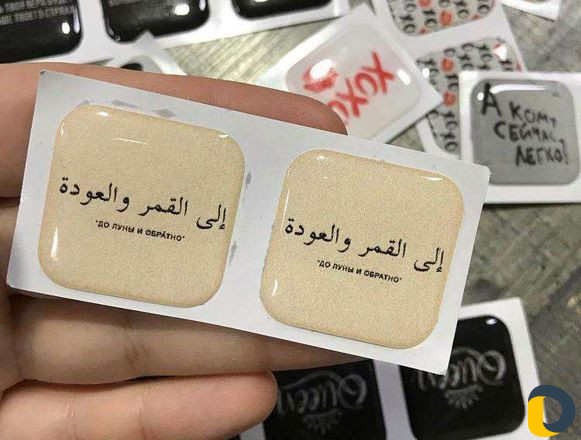 إلى القمر والعودة
"ДО ЛУНЫ И ОБРАТНО"
إلى القمر والعودة
"ДО ЛУНЫ И ОБРАТНО"
XOXO
А КОМУ
СЕЙЧАС
ЛЕГКО!
Queen
Queen